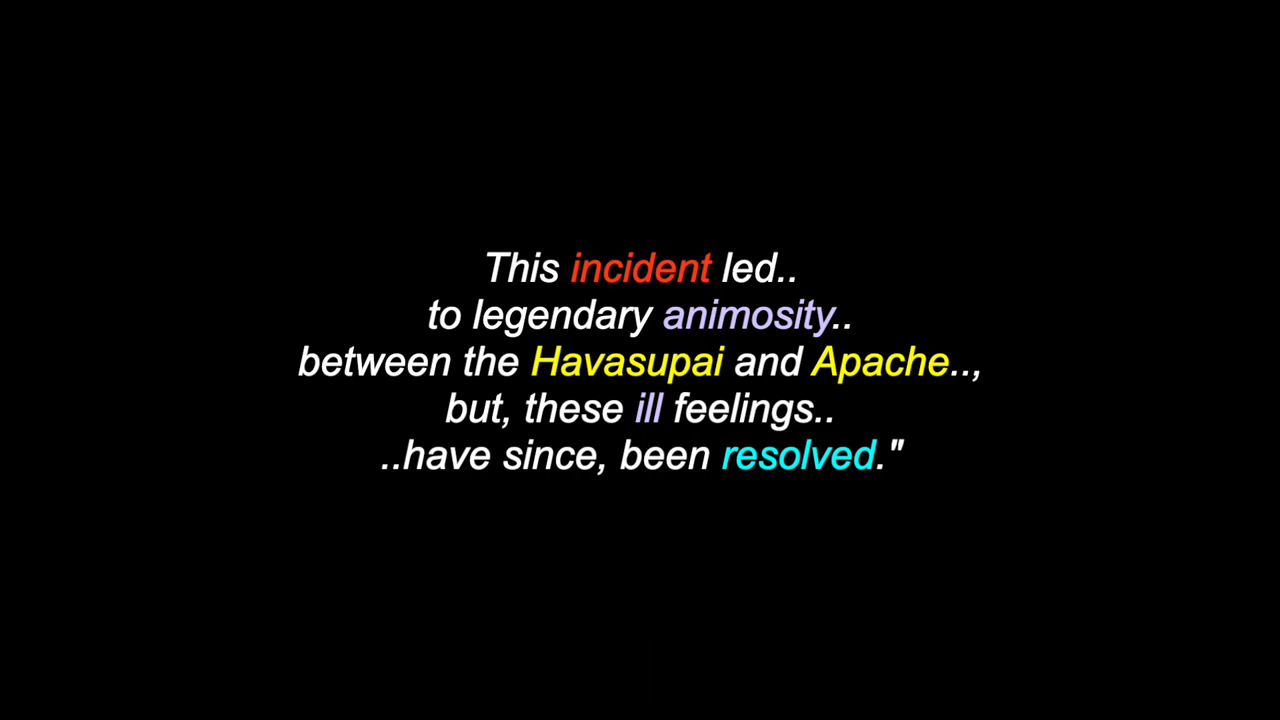 This incident led..
to legendary animosity..
between the Havasupai and Apache..,
but, these ill feelings..
..have since, been resolved."